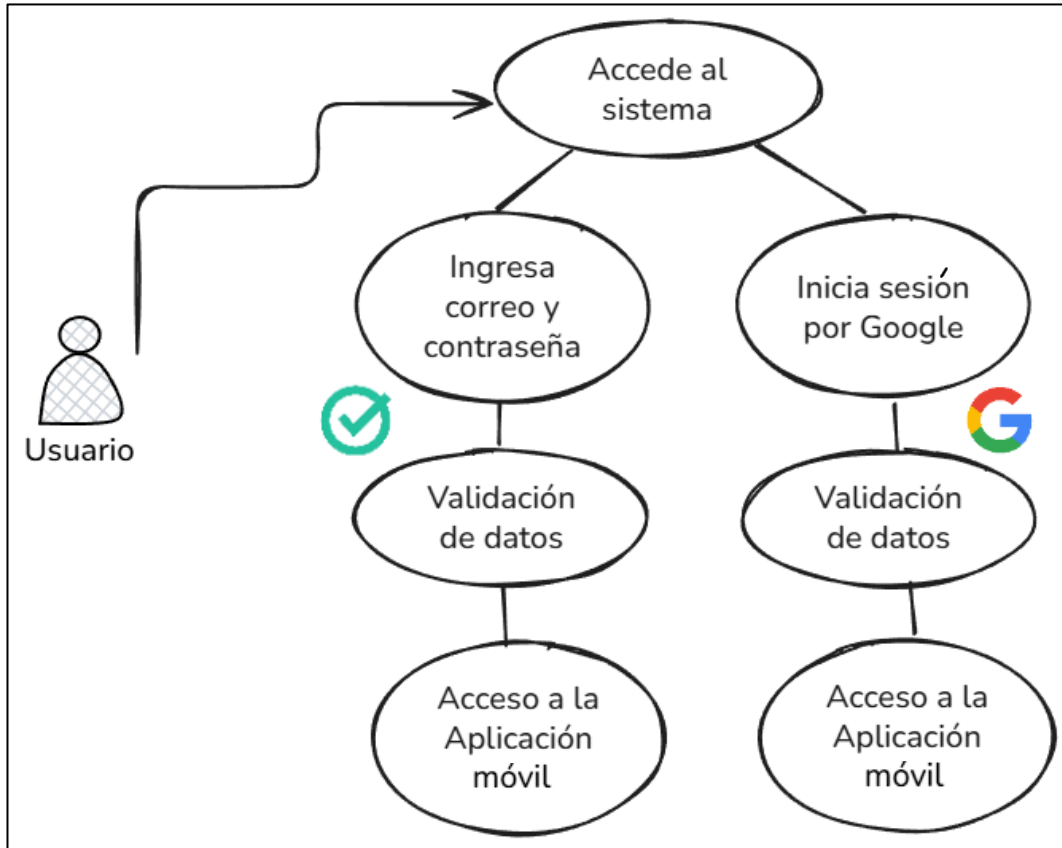 Accede al
sistema
Ingresa
correo y
contraseña
Inicia sesión
por Google
Usuario
Validación
de datos
Validación
de datos
Acceso a la
Aplicación
móvil
Acceso a la
Aplicación
móvil